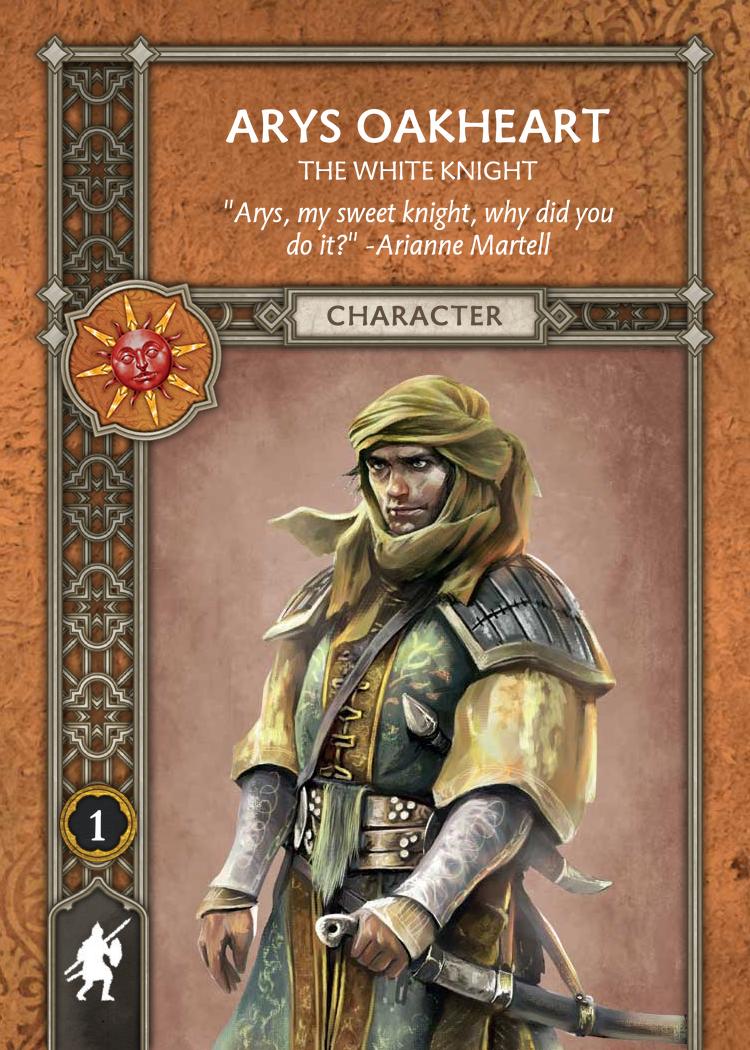 ARYS OAKHEART
THE WHITE KNIGHT
"Arys, my sweet knight, why did you
do it?" -Arianne Martell
CHARACTER
1